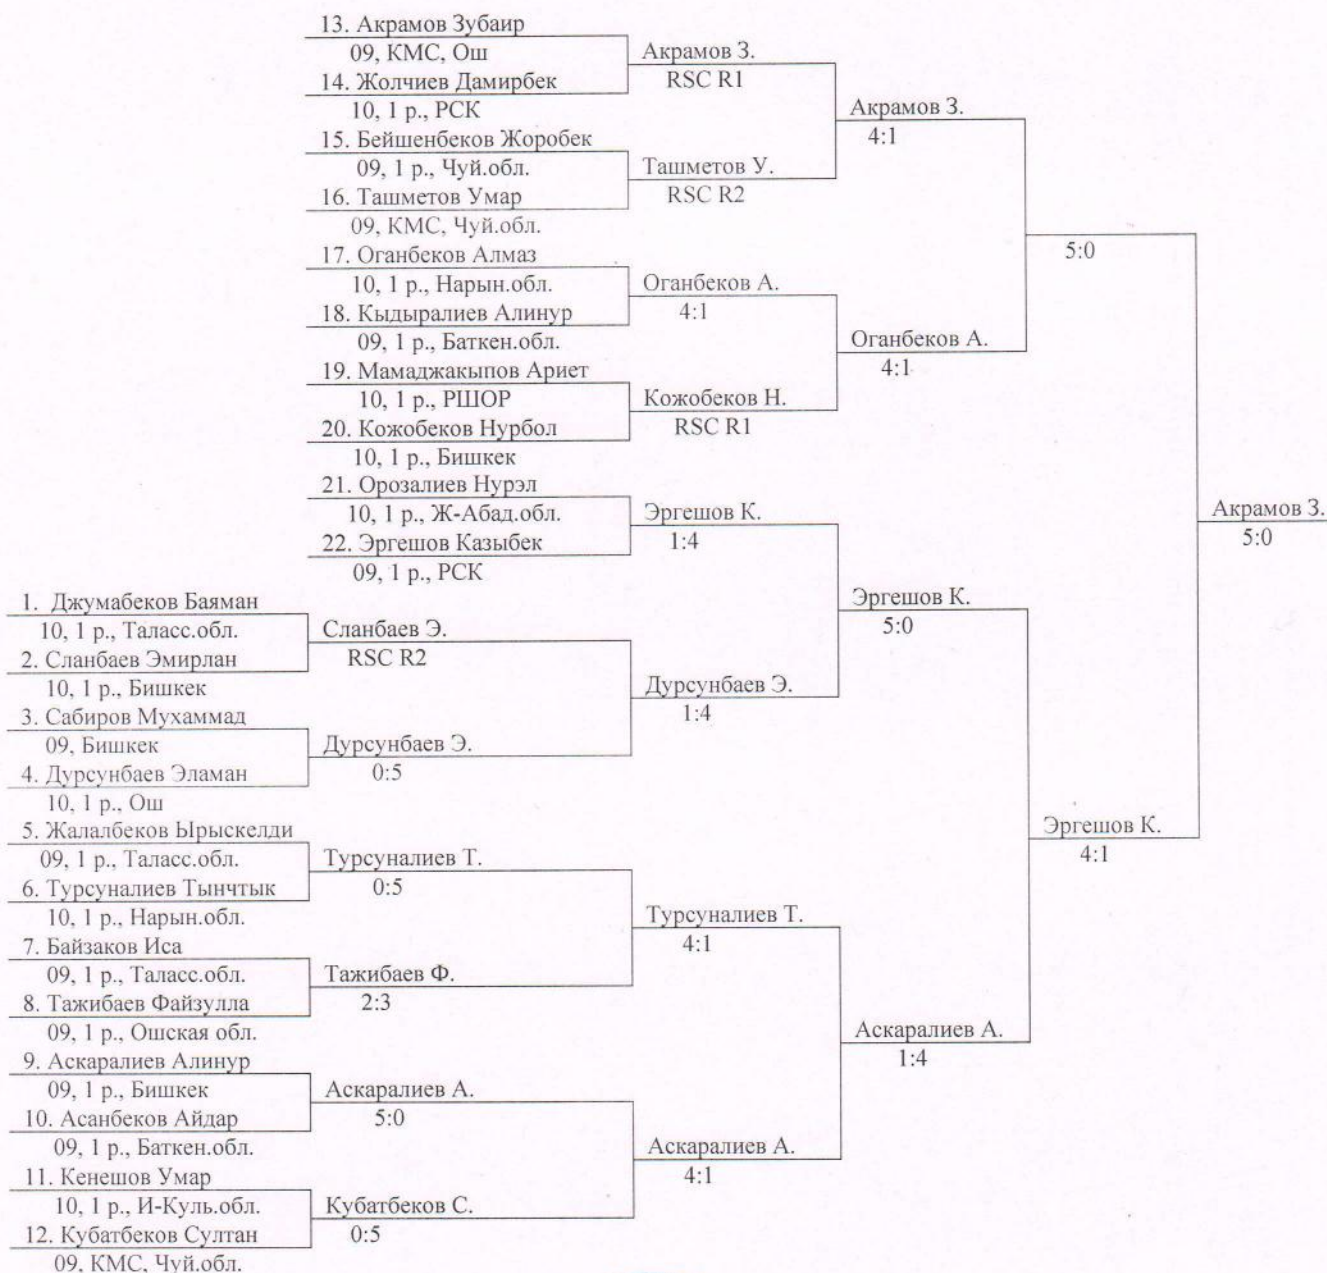 13. Акрамов Зубаир
09, КМС, Ош
14. Жолчиев Дамирбек
10, 1 р., РСК
15. Бейшенбеков Жоробек
09, 1 р., Чуй.обл.
16. Ташметов Умар
09, КМС, Чуй.обл.
17. Оганбеков Алмаз
10, 1 р., Нарын.обл.
18. Кыдыралиев Алинур
09, 1 р., Баткен.обл.
19. Мамаджакыпов Ариет
10, 1 р., РШОР
20. Кожобеков Нурбол
10, 1 р., Бишкек
21. Орозалиев Нурэл
10, 1 р., Ж-Абад.обл.
22. Эргешов Казыбек
09, 1 р., РСК
1. Джумабеков Баяман
10, 1 р., Таласс.обл.
2. Сланбаев Эмирлан
10, 1 р., Бишкек
3. Сабиров Мухаммад
09, Бишкек
4. Дурсунбаев Эламан
10, 1 р., Ош
5. Жалалбеков Ырыскелди
09, 1 р., Таласс.обл.
6. Турсуналиев Тынчтык
10, 1 р., Нарын.обл.
7. Байзаков Иса
09, 1 р., Таласс.обл.
8. Тажибаев Файзулла
09, 1 р., Ошская обл.
9. Аскаралиев Алинур
09, 1 р., Бишкек
10. Асанбеков Айдар
09, 1 р., Баткен.обл.
11. Кенешов Умар
10, 1 р., И-Куль.обл.
12. Кубатбеков Султан
09, КМС, Чуй.обл.
Сланбаев Э.
RSC R2
Дурсунбаев Э.
0:5
Турсуналиев Т.
0:5
Тажибаев Ф.
2:3
Аскаралиев А.
5:0
Кубатбеков С.
0:5
Акрамов З.
RSC R1
Ташметов У.
RSC R2
Оганбеков А.
4:1
Кожобеков Н.
RSC R1
Эргешов К.
1:4
Дурсунбаев Э.
1:4
Турсуналиев Т.
4:1
Аскаралиев А.
4:1
Акрамов З.
4:1
Оганбеков А.
4:1
Эргешов К.
5:0
Аскаралиев А.
1:4
5:0
Эргешов К.
4:1
Акрамов З.
5:0